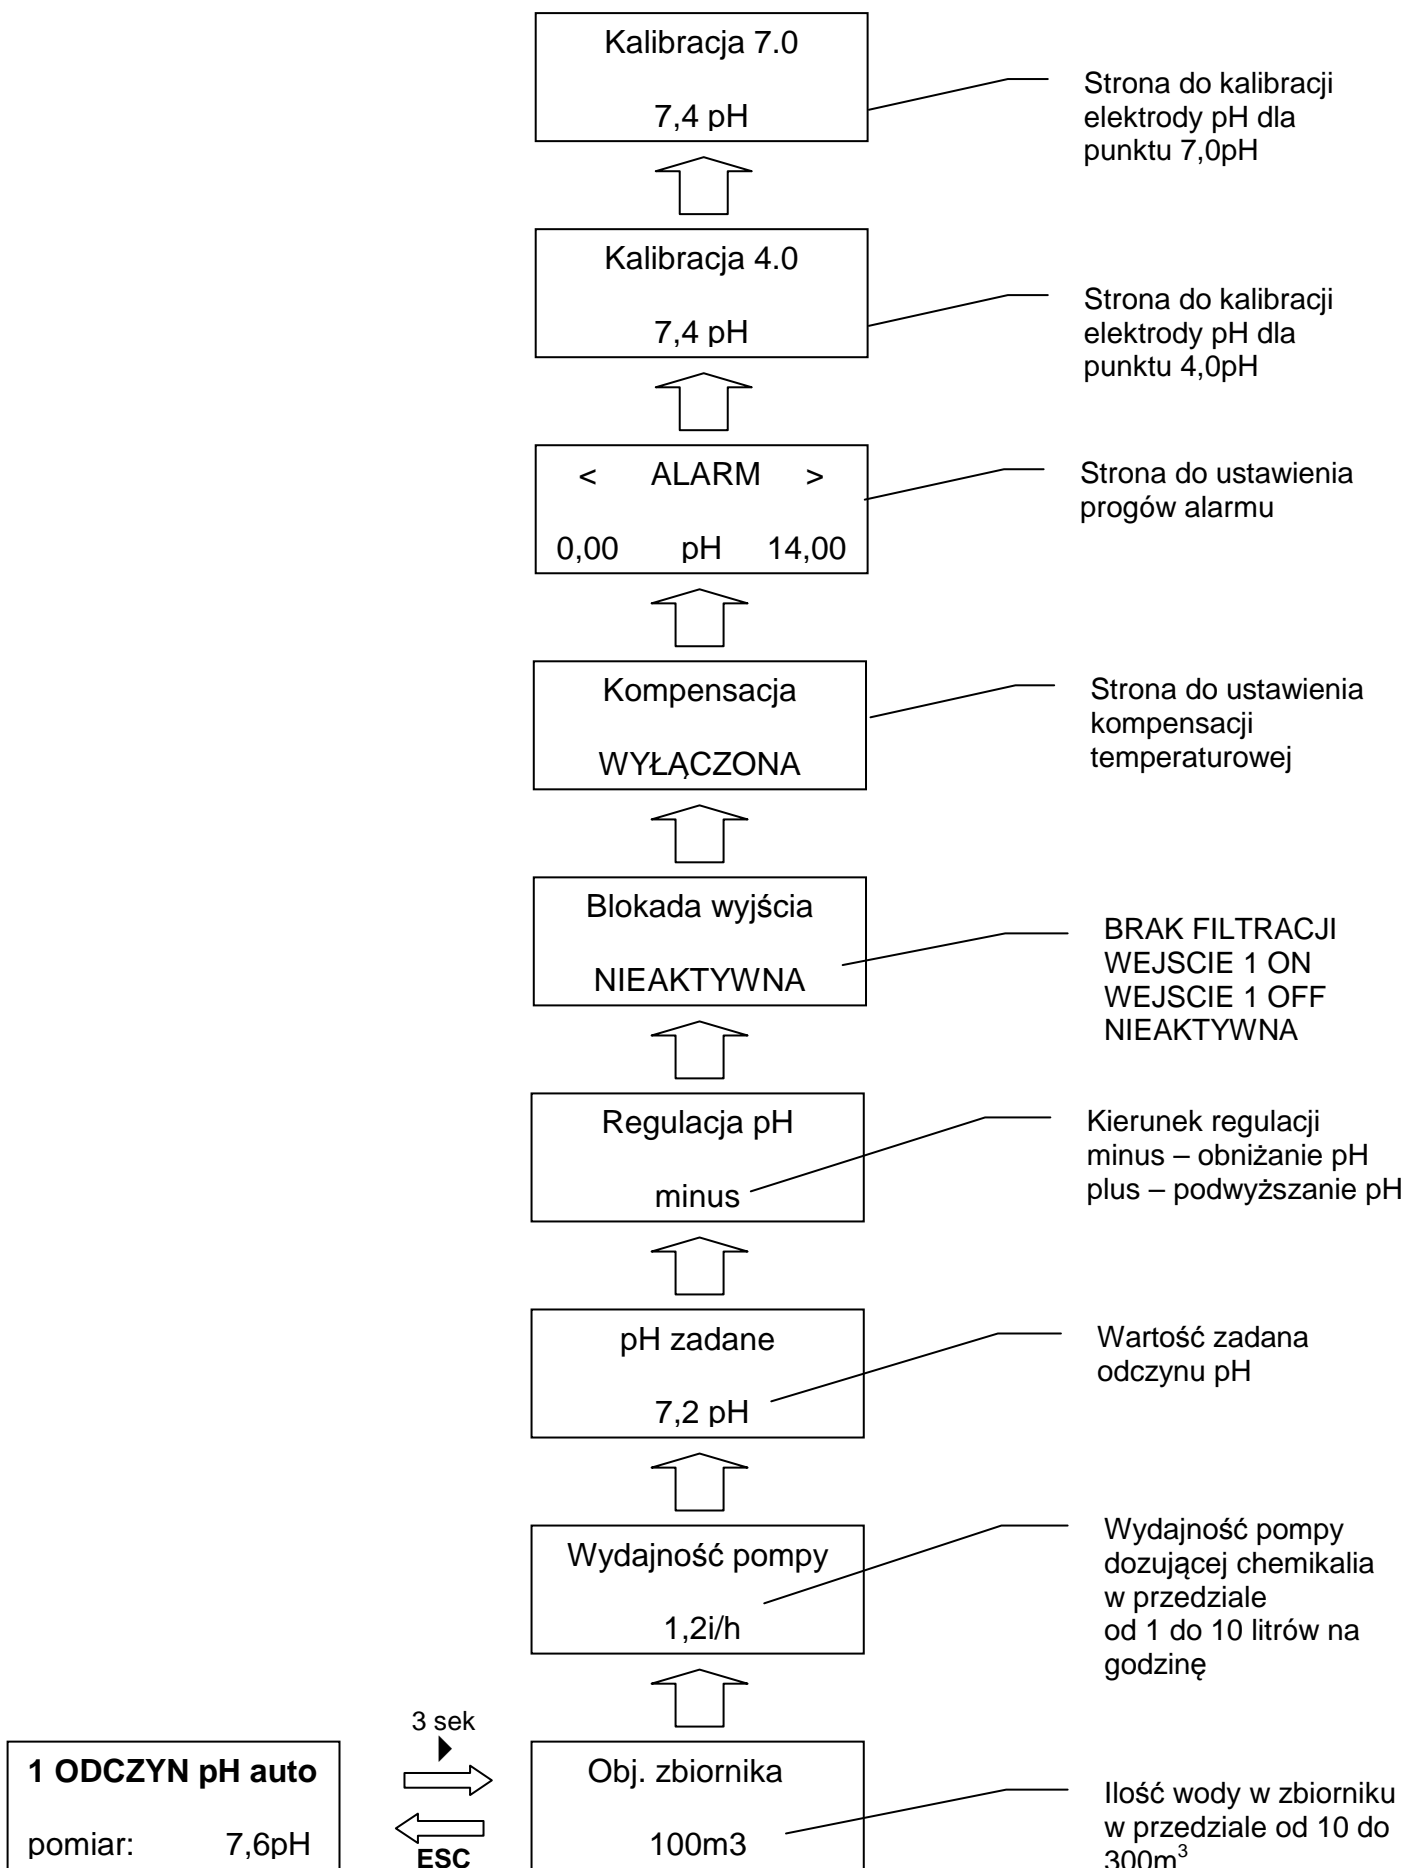 Kalibracja 7.0
7,4 pH
Strona do kalibracji
elektrody pH dla
punktu 7,0pH
Kalibracja 4.0
7,4 pH
Strona do kalibracji
elektrody pH dla
punktu 4,0pH
< ALARM >
0,00 pH 14,00
Strona do ustawienia
progów alarmu
Kompensacja
WYŁĄCZONA
Strona do ustawienia
kompensacji
temperaturowej
Blokada wyjścia
NIEAKTYWNA
BRAK FILTRACJI
WEJSCIE 1 ON
WEJSCIE 1 OFF
NIEAKTYWNA
Regulacja pH
minus
Kierunek regulacji
minus – obniżanie pH
plus – podwyższanie pH
pH zadane
7,2 pH
Wartość zadana
odczynu pH
Wydajność pompy
1,2i/h
Wydajność pompy
dozującej chemikalia
w przedziale
od 1 do 10 litrów na
godzinę
1 ODCZYN pH auto
pomiar: 7,6pH
3 sek
ESC
Obj. zbiornika
100m3
Ilość wody w zbiorniku
w przedziale od 10 do
300m³